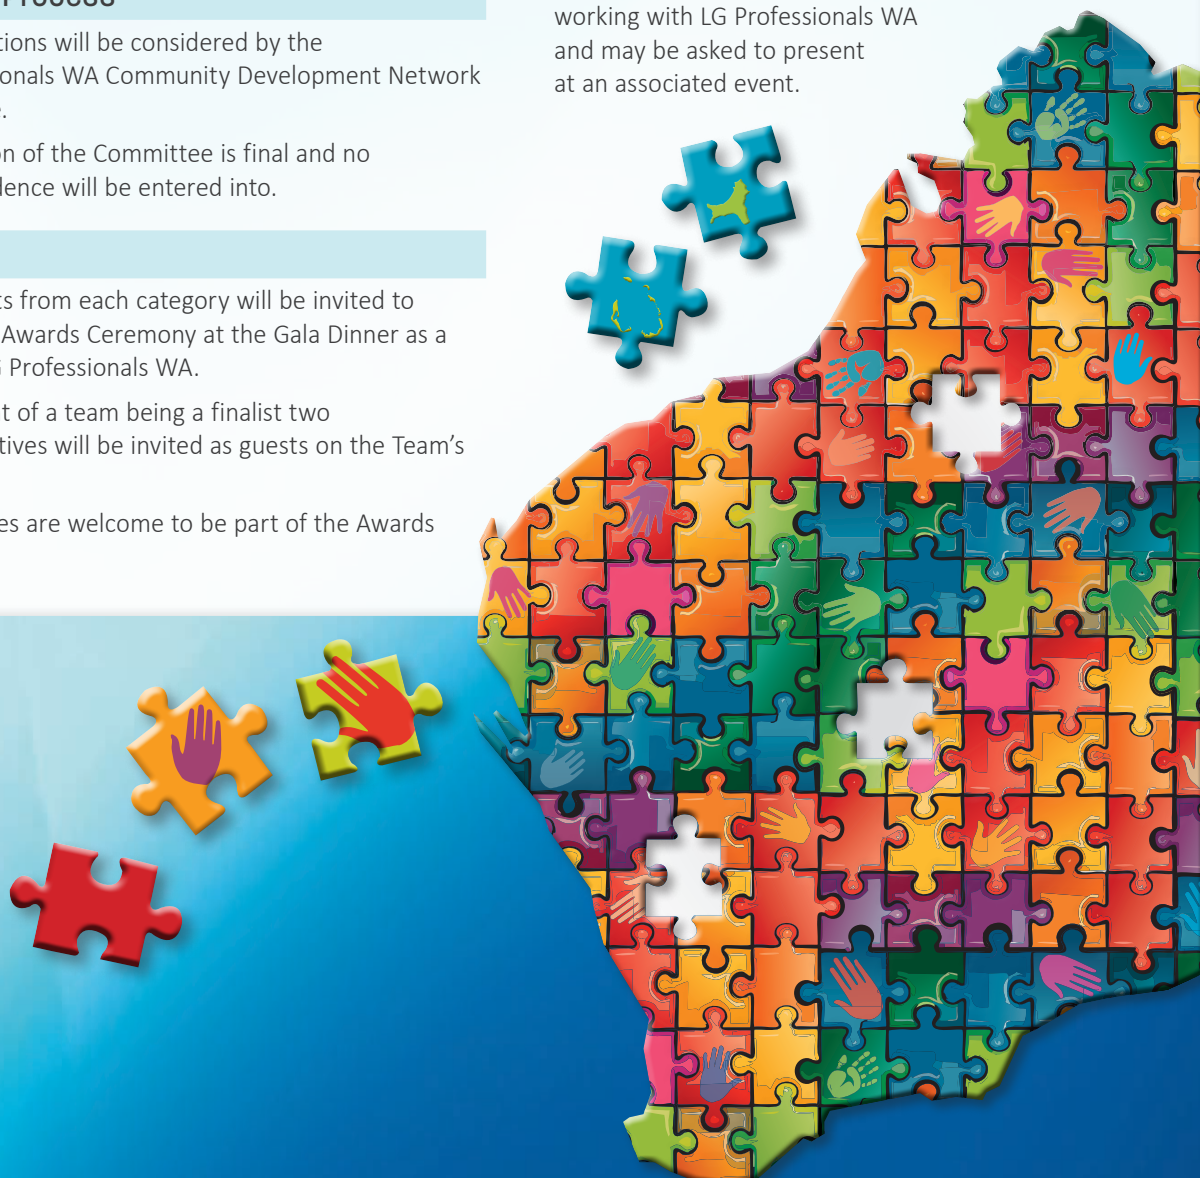 tions will be considered by the
ionals WA Community Development Network
e.
on of the Committee is final and no
dence will be entered into.
ts from each category will be invited to
Awards Ceremony at the Gala Dinner as a
Professionals WA.
t of a team being a finalist two
tives will be invited as guests on the Team’s
es are welcome to be part of the Awards
working with LG Professionals WA
and may be asked to present
at an associated event.